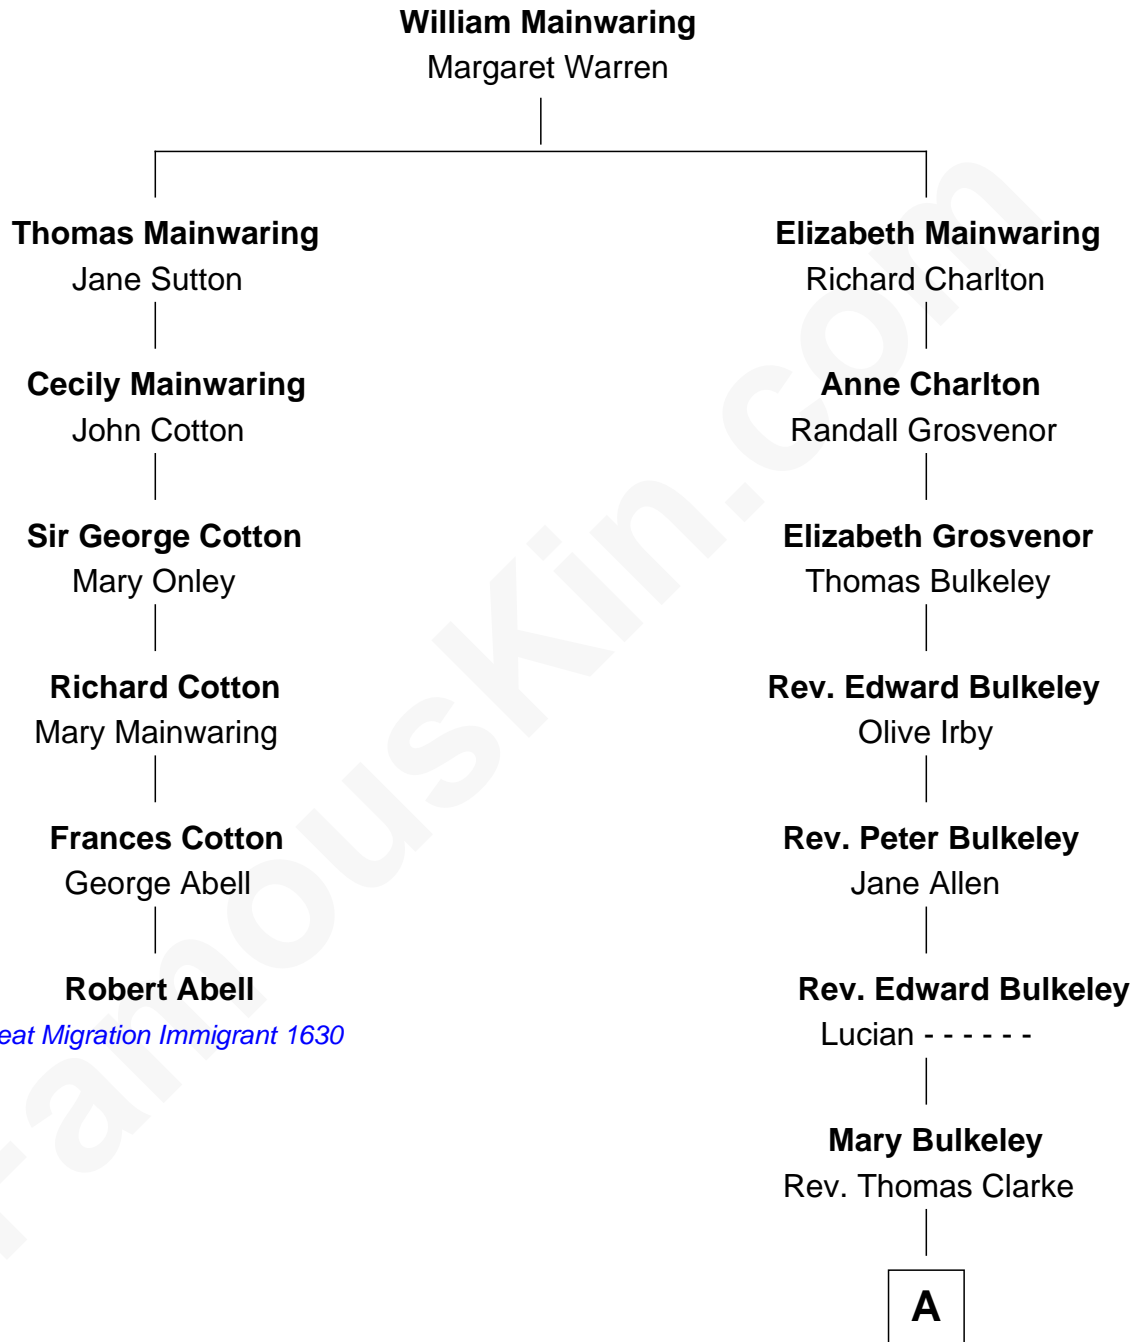 William Mainwaring
Margaret Warren
Thomas Mainwaring
Jane Sutton
Cecily Mainwaring
John Cotton
Sir George Cotton
Mary Onley
Richard Cotton
Mary Mainwaring
Frances Cotton
George Abell
Robert Abell
eat Migration Immigrant 1630
Elizabeth Mainwaring
Richard Charlton
Anne Charlton
Randall Grosvenor
Elizabeth Grosvenor
Thomas Bulkeley
Rev. Edward Bulkeley
Olive Irby
Rev. Peter Bulkeley
Jane Allen
Rev. Edward Bulkeley
Lucian - - - - - -
Mary Bulkeley
Rev. Thomas Clarke
A
FamousKin.com